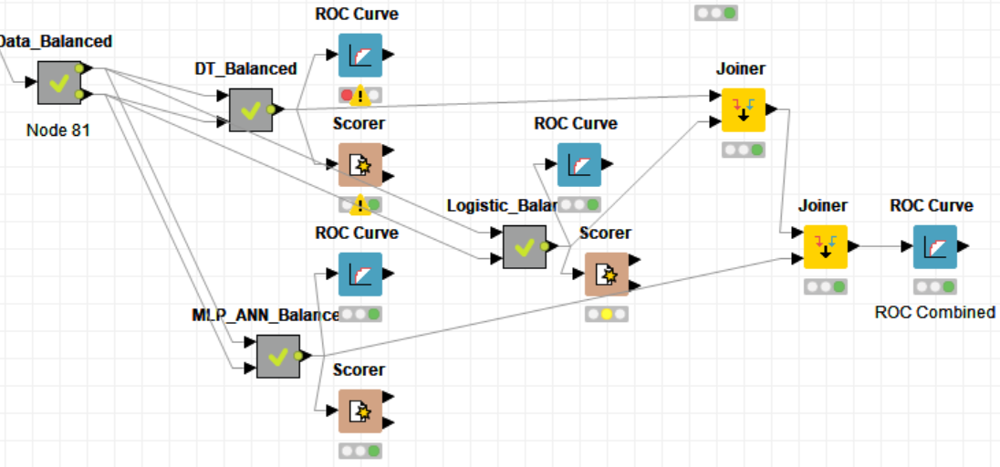 ROC Curve
Data_Balanced
DT_Balanced
Joiner
Node 81
Scorer
ROC Curve
Logistic_Balan
Joiner
ROC Curve
ROC Curve
Scorer
MLP_ANN_Balance
ROC Combined
Scorer